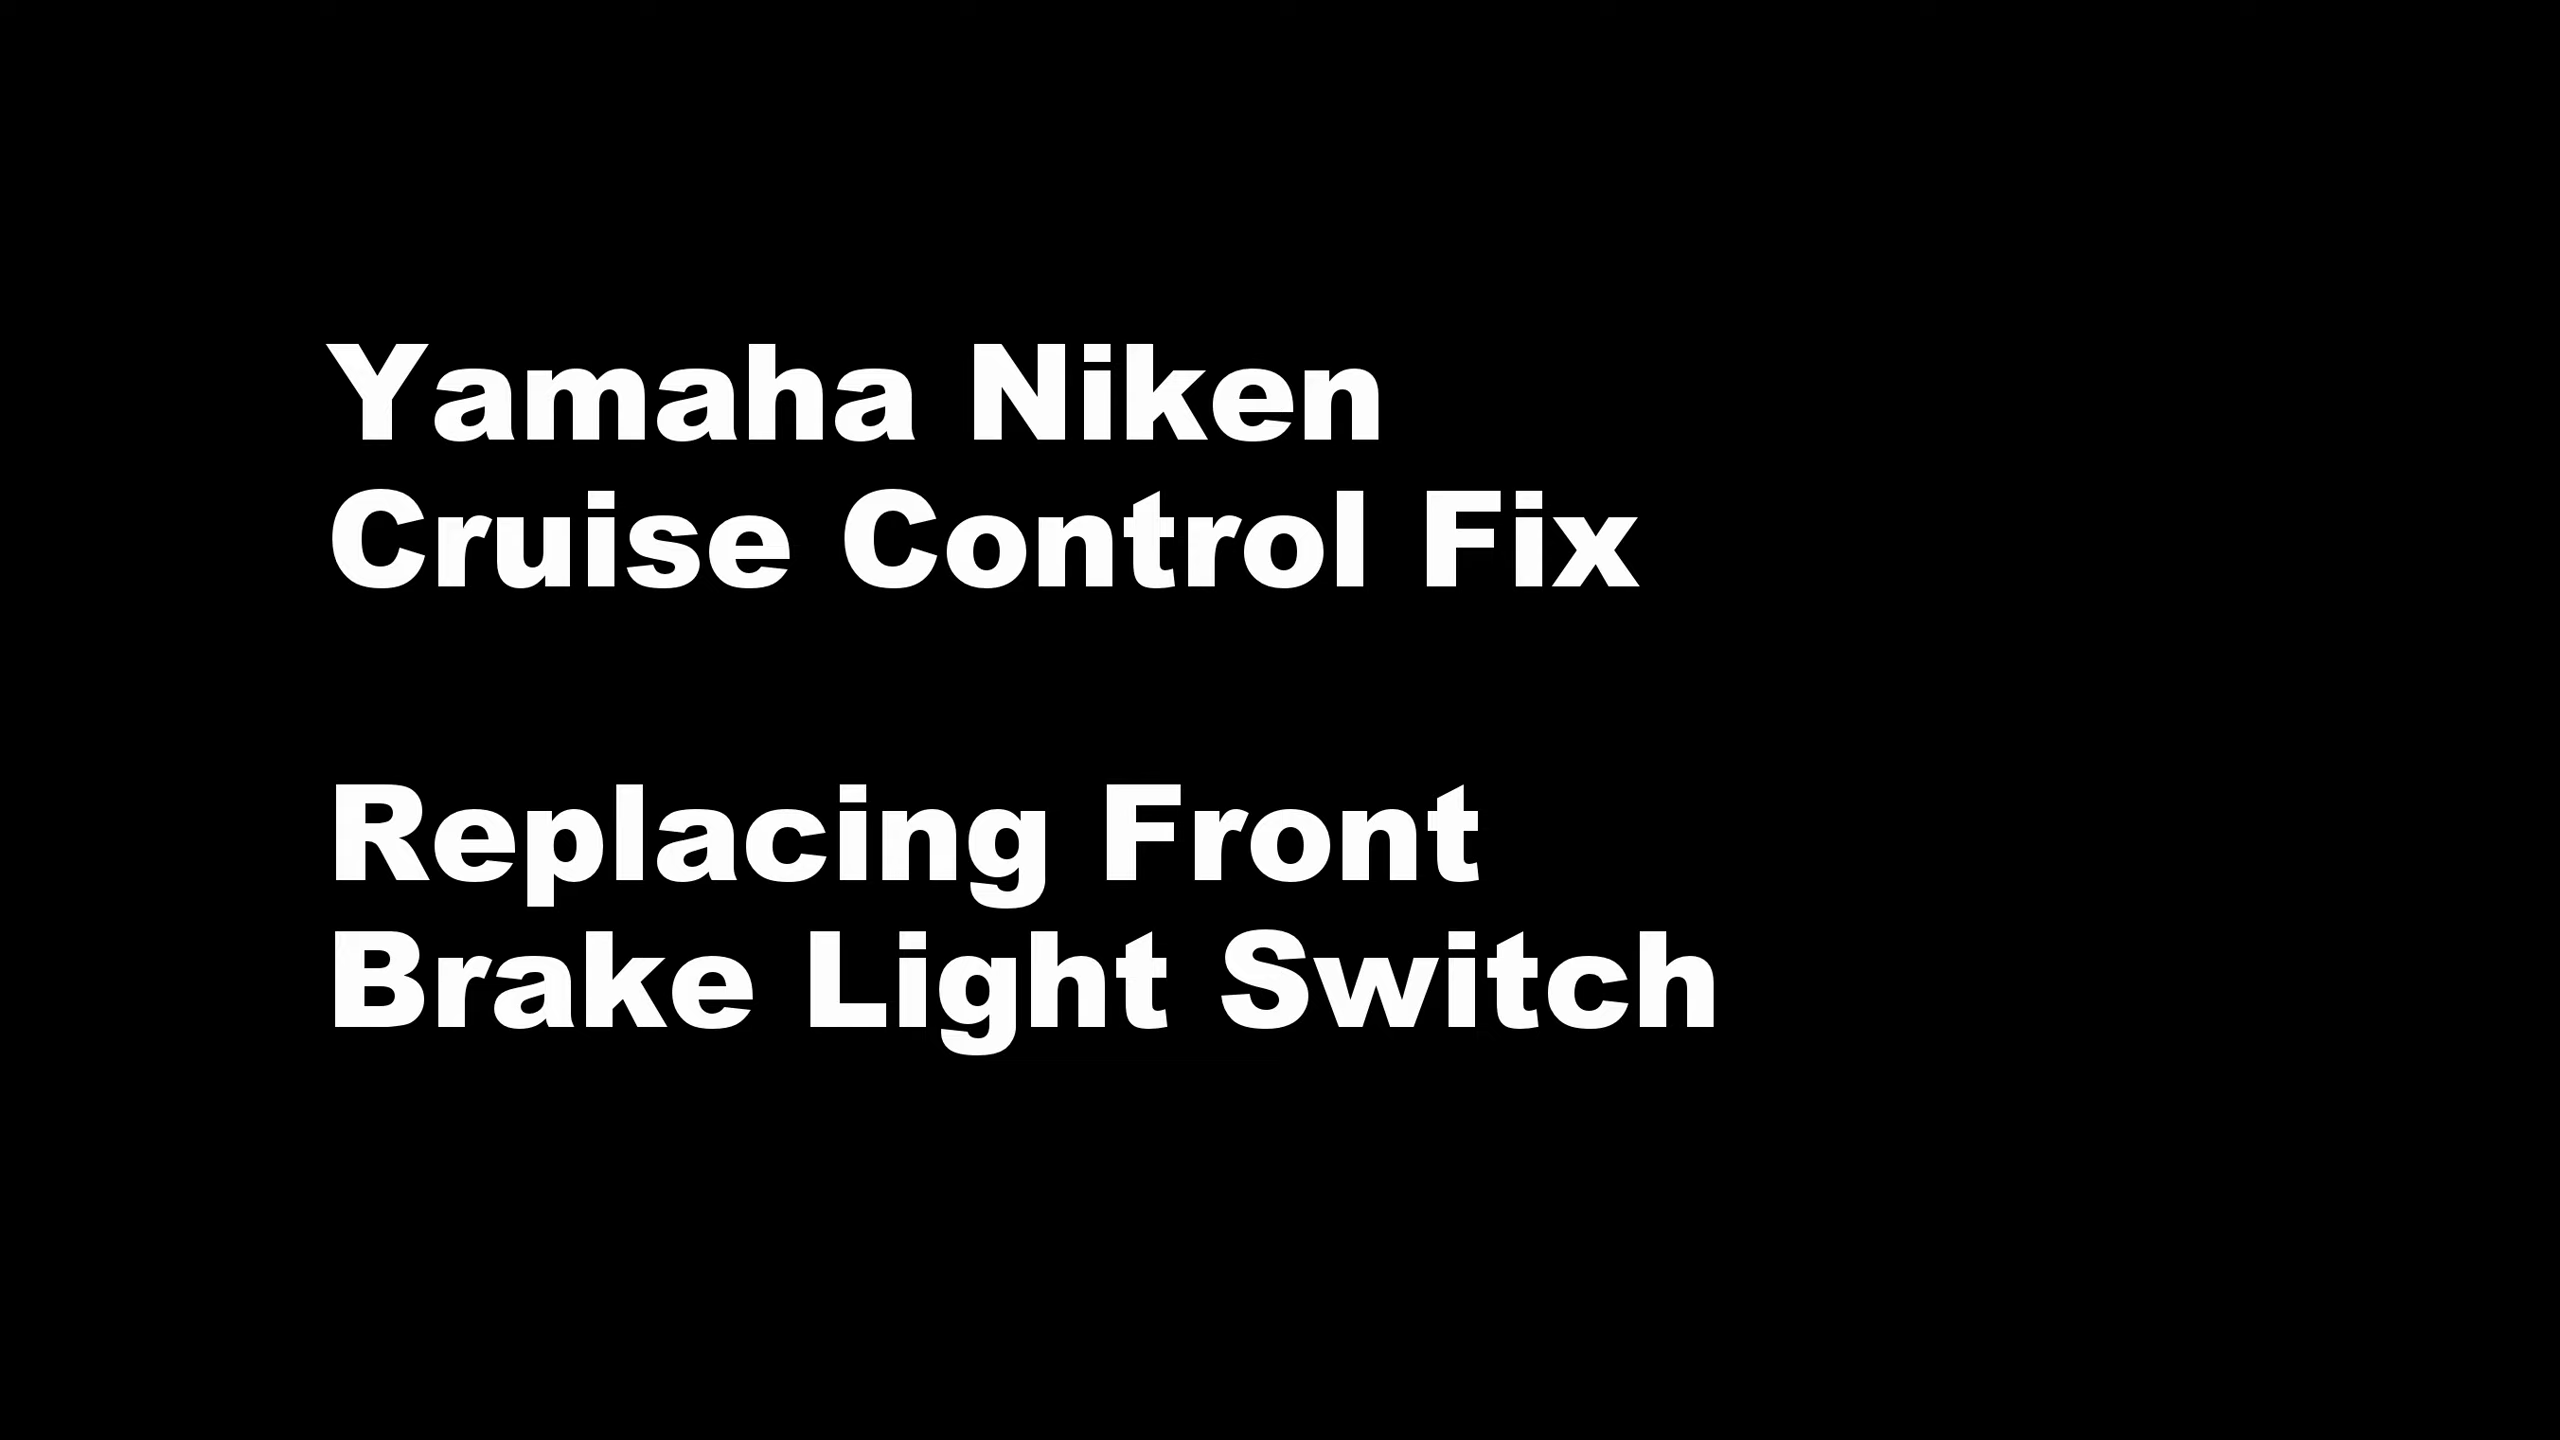 Yamaha Niken
Cruise Control Fix
Replacing Front
Brake Light Switch